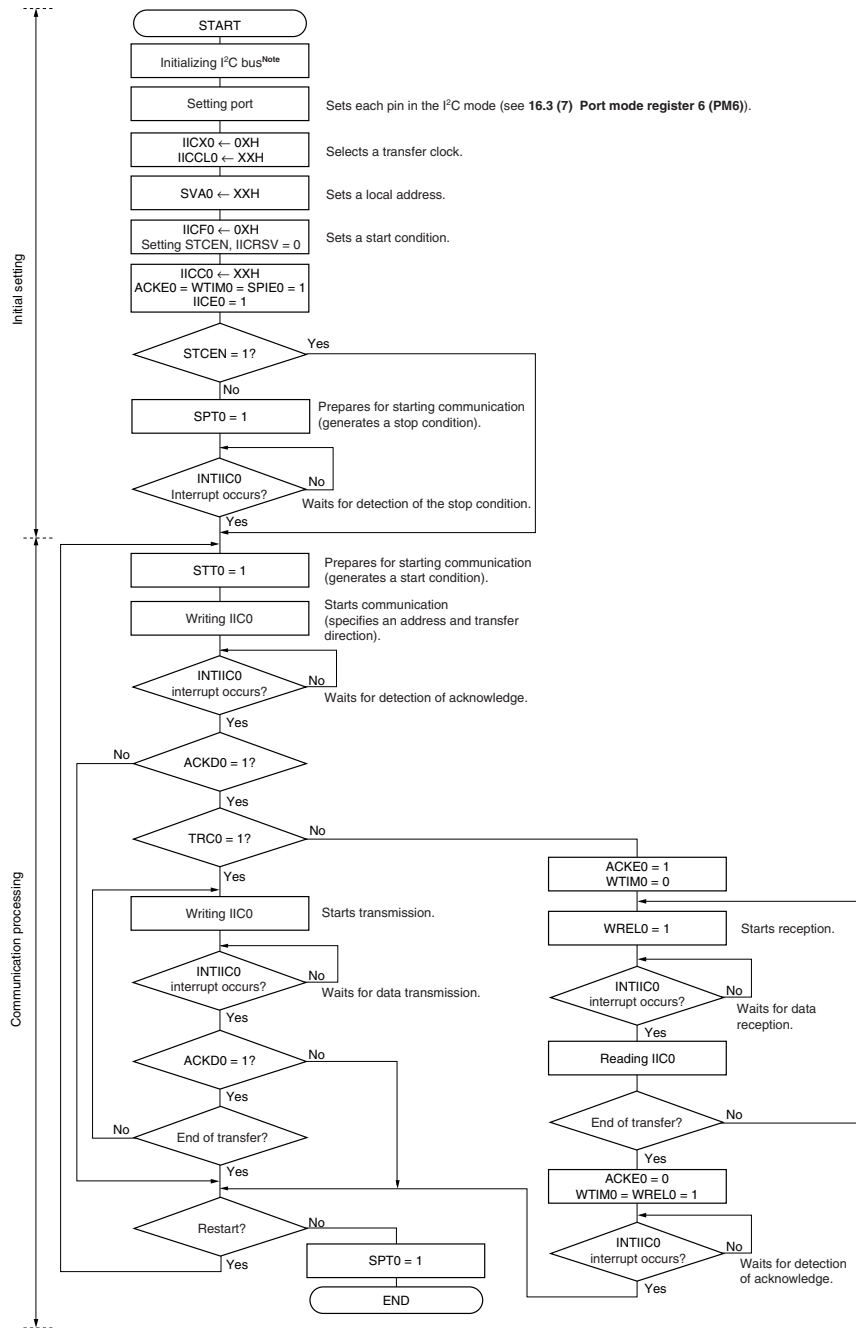 START
Initializing I²C bus^Note
Setting port
Sets each pin in the I²C mode (see 16.3 (7) Port mode register 6 (PM6)).
IICX0 ← 0XH
IICCL0 ← XXH
Selects a transfer clock.
SVA0 ← XXH
Sets a local address.
IICF0 ← 0XH
Setting STCEN, IICRSV = 0
Sets a start condition.
IICC0 ← XXH
ACKE0 = WTIM0 = SPIE0 = 1
IICE0 = 1
Initial setting
STCEN = 1?
Yes
No
SPT0 = 1
Prepares for starting communication
(generates a stop condition).
INTIIC0
Interrupt occurs?
No
Waits for detection of the stop condition.
Yes
STT0 = 1
Prepares for starting communication
(generates a start condition).
Writing IIC0
Starts communication
(specifies an address and transfer
direction).
INTIIC0
interrupt occurs?
No
Waits for detection of acknowledge.
Yes
ACKD0 = 1?
No
Yes
TRC0 = 1?
No
Yes
Communication processing
Writing IIC0
Starts transmission.
INTIIC0
interrupt occurs?
No
Waits for data transmission.
Yes
ACKD0 = 1?
No
Yes
End of transfer?
No
Yes
Restart?
No
Yes
SPT0 = 1
END
ACKE0 = 1
WTIM0 = 0
WREL0 = 1
Starts reception.
INTIIC0
interrupt occurs?
No
Waits for data
reception.
Yes
Reading IIC0
End of transfer?
No
Yes
ACKE0 = 0
WTIM0 = WREL0 = 1
INTIIC0
interrupt occurs?
No
Waits for detection
of acknowledge.
Yes